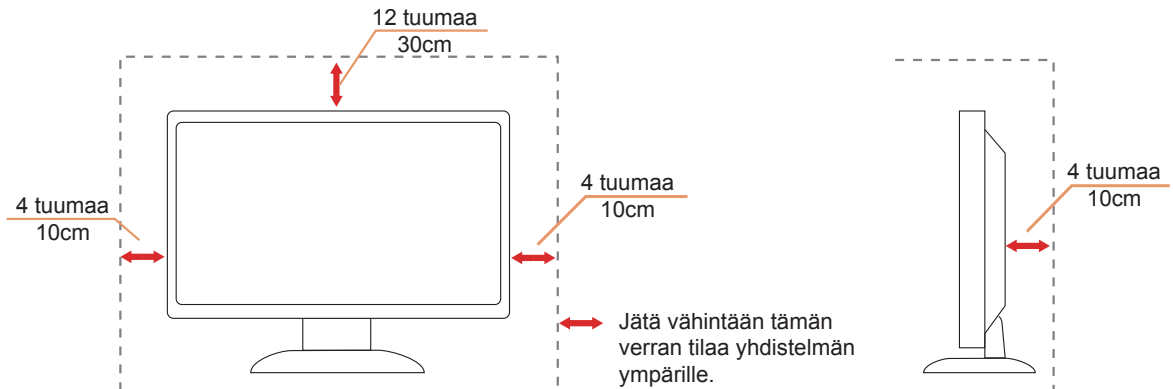 12 tuumaa
30cm
4 tuumaa
10cm
4 tuumaa
10cm
4 tuumaa
10cm
Jätä vähintään tämän
verran tilaa yhdistelmän
ympärille.